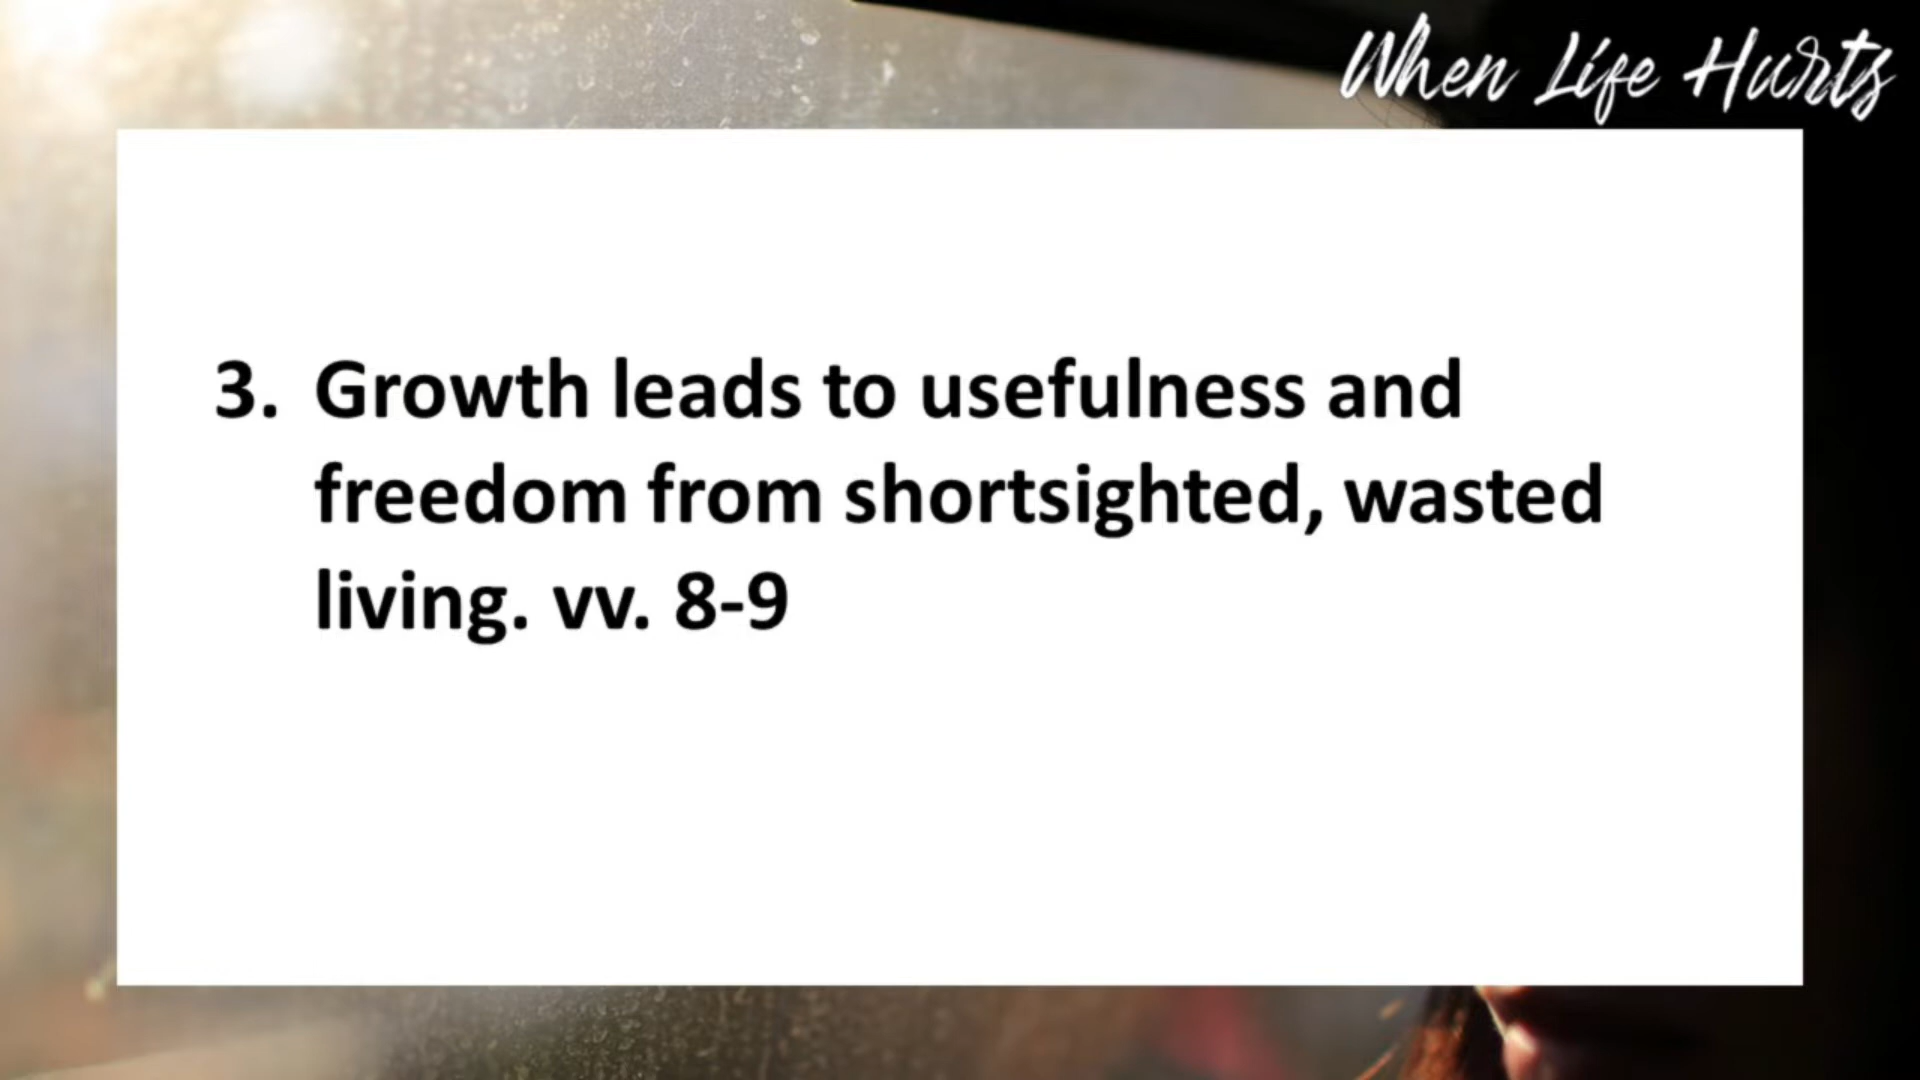 When Life Hurts
3. Growth leads to usefulness and
freedom from shortsighted, wasted
living. vv. 8-9